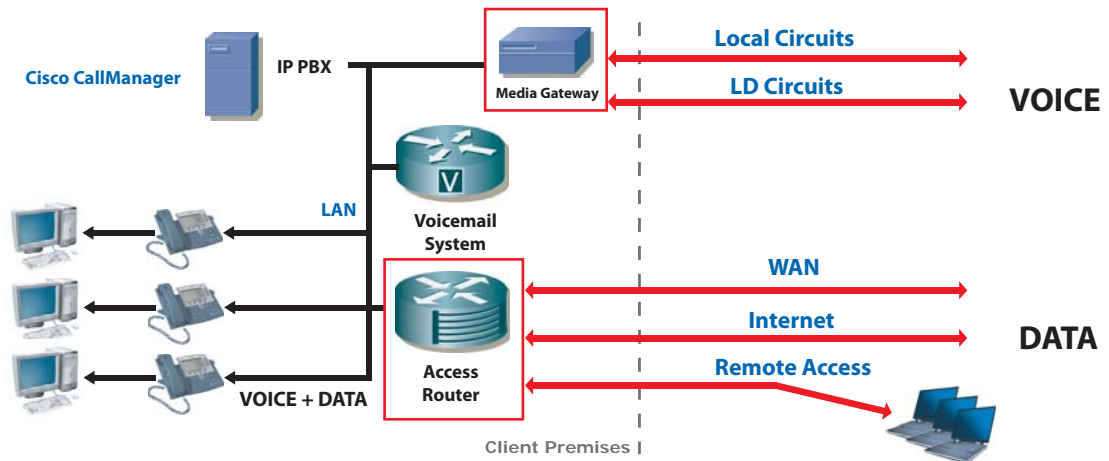 Local Circuits
Cisco CallManager
IP PBX
Media Gateway
LD Circuits
VOICE
V
LAN
Voicemail
System
WAN
Internet
DATA
Access
Router
Remote Access
VOICE + DATA
Client Premises